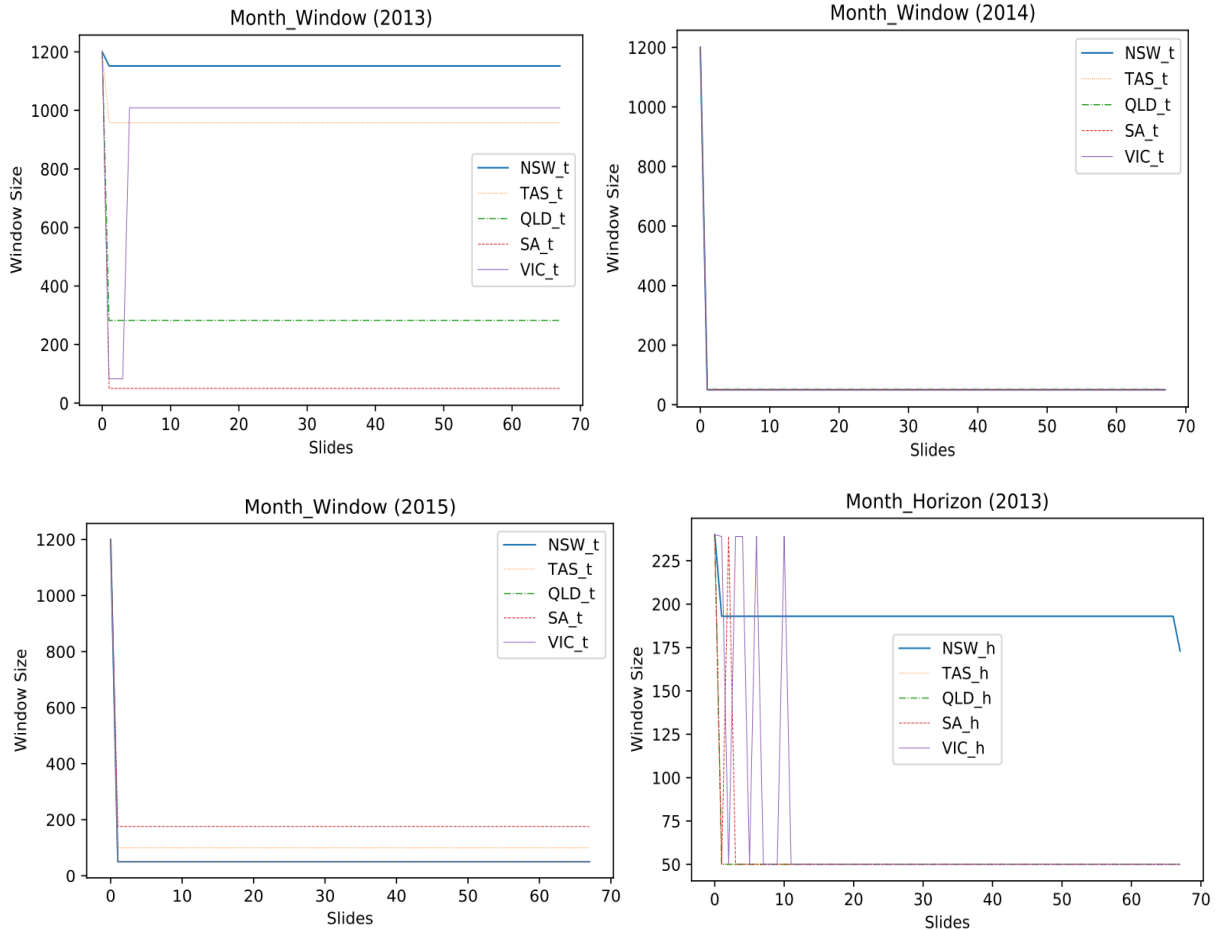 Month_Window (2013)
Window Size
1200
1000
800
600
400
200
0
NSW_t
TAS_t
QLD_t
SA_t
VIC_t
0 10 20 30 40 50 60 70
Slides
Month_Window (2014)
Window Size
1200
1000
800
600
400
200
0
NSW_t
TAS_t
QLD_t
SA_t
VIC_t
0 10 20 30 40 50 60 70
Slides
Month_Window (2015)
Window Size
1200
1000
800
600
400
200
0
NSW_t
TAS_t
QLD_t
SA_t
VIC_t
0 10 20 30 40 50 60 70
Slides
Month_Horizon (2013)
Window Size
225
200
175
150
125
100
75
50
NSW_h
TAS_h
QLD_h
SA_h
VIC_h
0 10 20 30 40 50 60 70
Slides